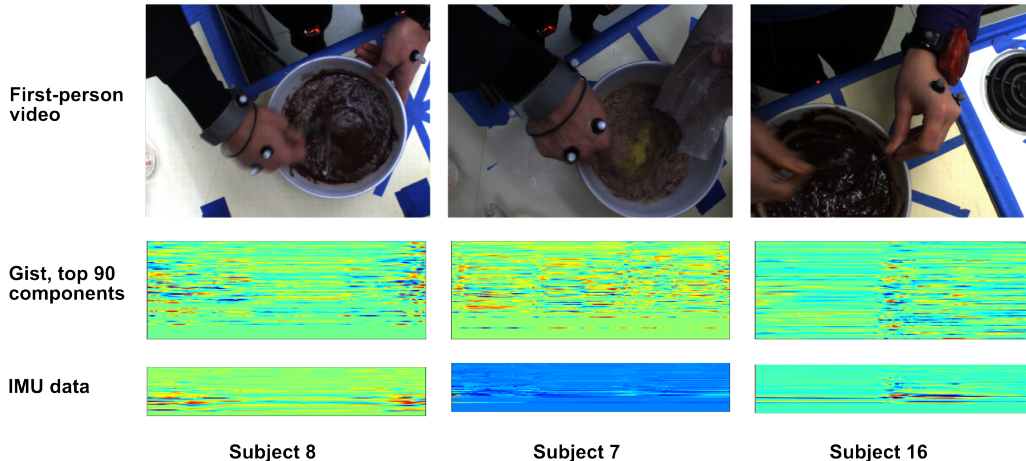 First-person
video
Gist, top 90
components
IMU data
Subject 8
Subject 7
Subject 16